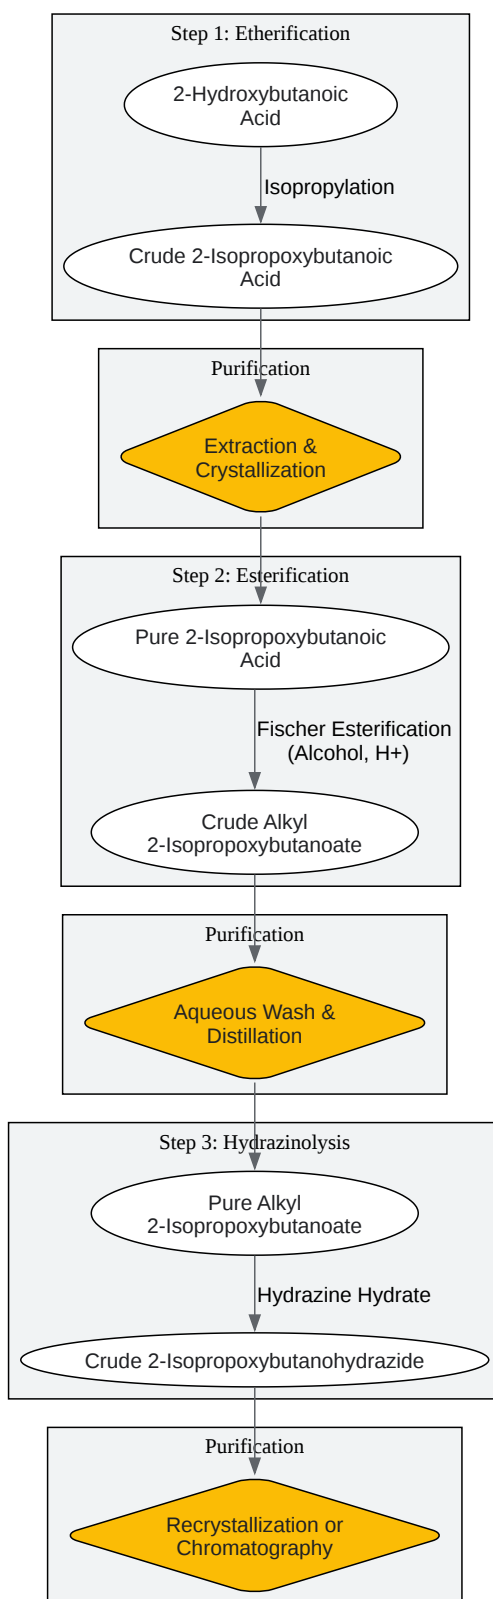 Step 1: Etherification
2-Hydroxybutanoic
Acid
Isopropylation
Crude 2-Isopropoxybutanoic
Acid
Purification
Extraction &
Crystallization
Step 2: Esterification
Pure 2-Isopropoxybutanoic
Acid
Fischer Esterification
(Alcohol, H+)
Crude Alkyl
2-Isopropoxybutanoate
Purification
Aqueous Wash &
Distillation
Step 3: Hydrazinolysis
Pure Alkyl
2-Isopropoxybutanoate
Hydrazine Hydrate
Crude 2-Isopropoxybutanohydrazide
Purification
Recrystallization or
Chromatography